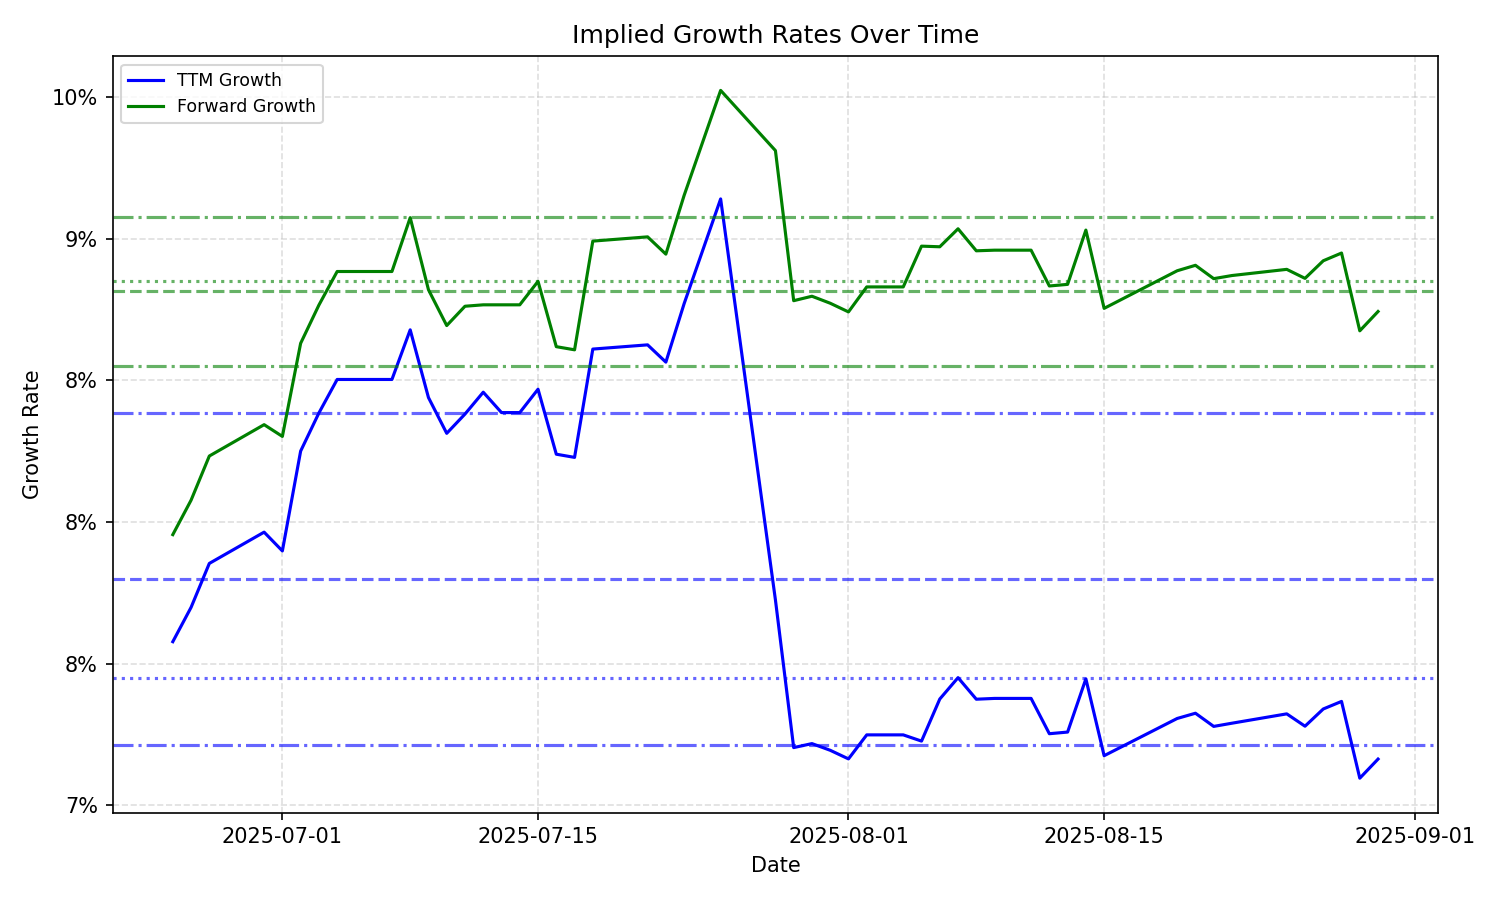 Implied Growth Rates Over Time
TTM Growth
Forward Growth
10%
9%
8%
8%
8%
7%
Growth Rate
2025-07-01
2025-07-15
2025-08-01
2025-08-15
2025-09-01
Date